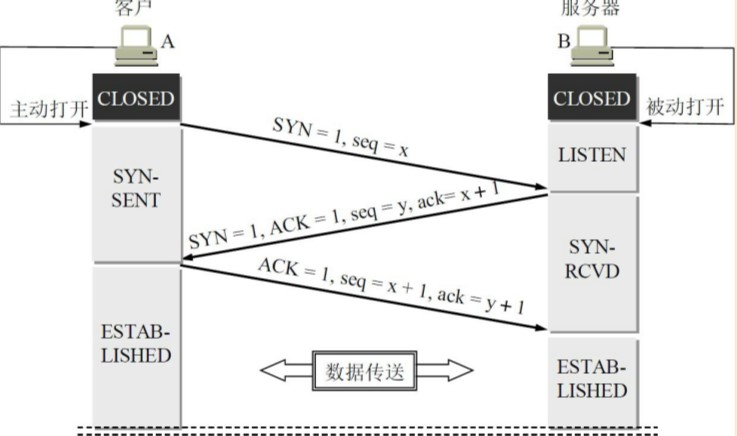 客户
服务器
A
B
CLOSED
CLOSED
主动打开
被动打开
SYN = 1, seq = x
LISTEN
SYN-
SENT
SYN = 1, ACK = 1, seq = y, ack= x + 1
SYN-
RCVD
ACK = 1, seq = x + 1, ack = y + 1
ESTAB-
LISHED
数据传送
ESTAB-
LISHED